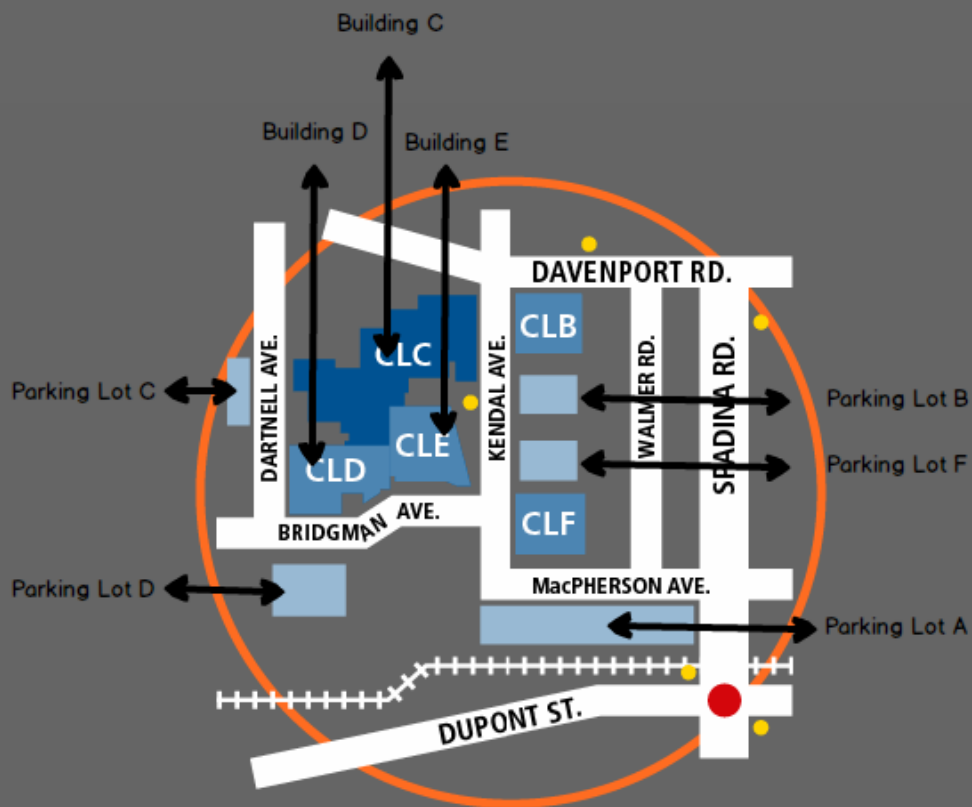 Building C
Building D
Building E
DAVENPORT RD.
CLB
CLC
DARTNELL AVE.
KENDAL AVE.
WALMER RD.
SPADINA RD.
Parking Lot C
Parking Lot B
CLE
CLD
Parking Lot F
CLF
BRIDGMAN AVE.
Parking Lot D
MacPHERSON AVE.
Parking Lot A
DUPONT ST.